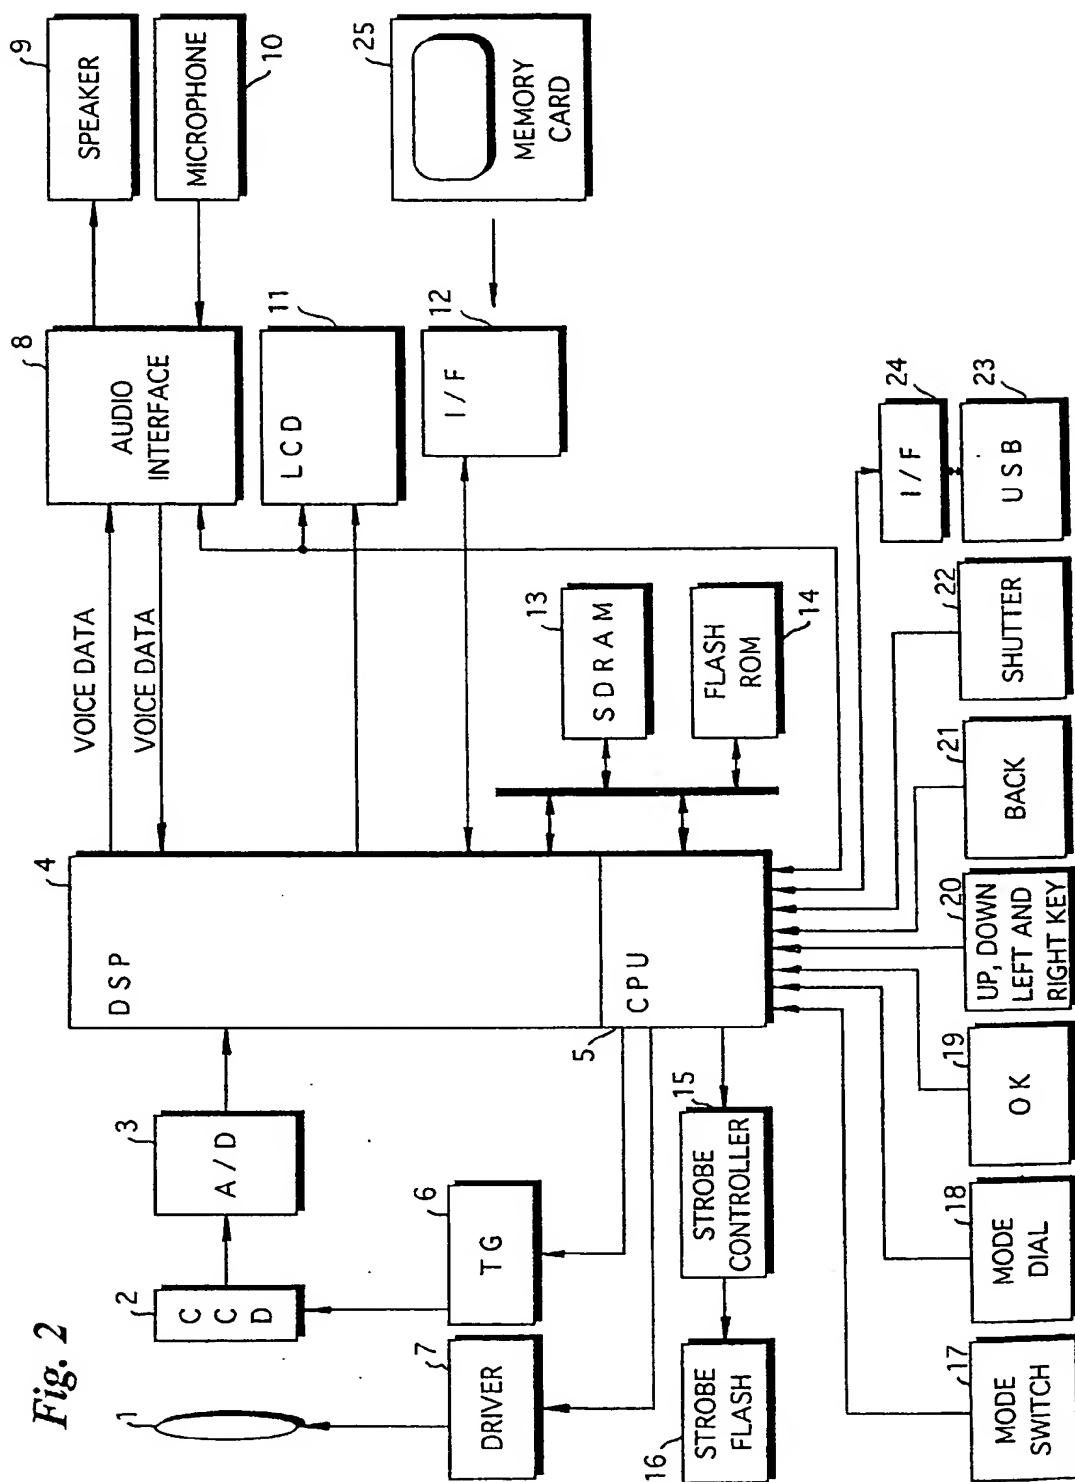 Fig. 2
1
2
C C D
3
A / D
4
D S P
5
C P U
6
T G
7
DRIVER
VOICE DATA
VOICE DATA
8
AUDIO
INTERFACE
9
SPEAKER
MICROPHONE
10
L C D
11
I / F
12
25
MEMORY
CARD
13
S D R A M
FLASH
ROM
14
15
STROBE
CONTROLLER
16
STROBE
FLASH
17
MODE
SWITCH
18
MODE
DIAL
19
O K
20
UP, DOWN
LEFT AND
RIGHT KEY
21
BACK
22
SHUTTER
I / F
24
U S B
23